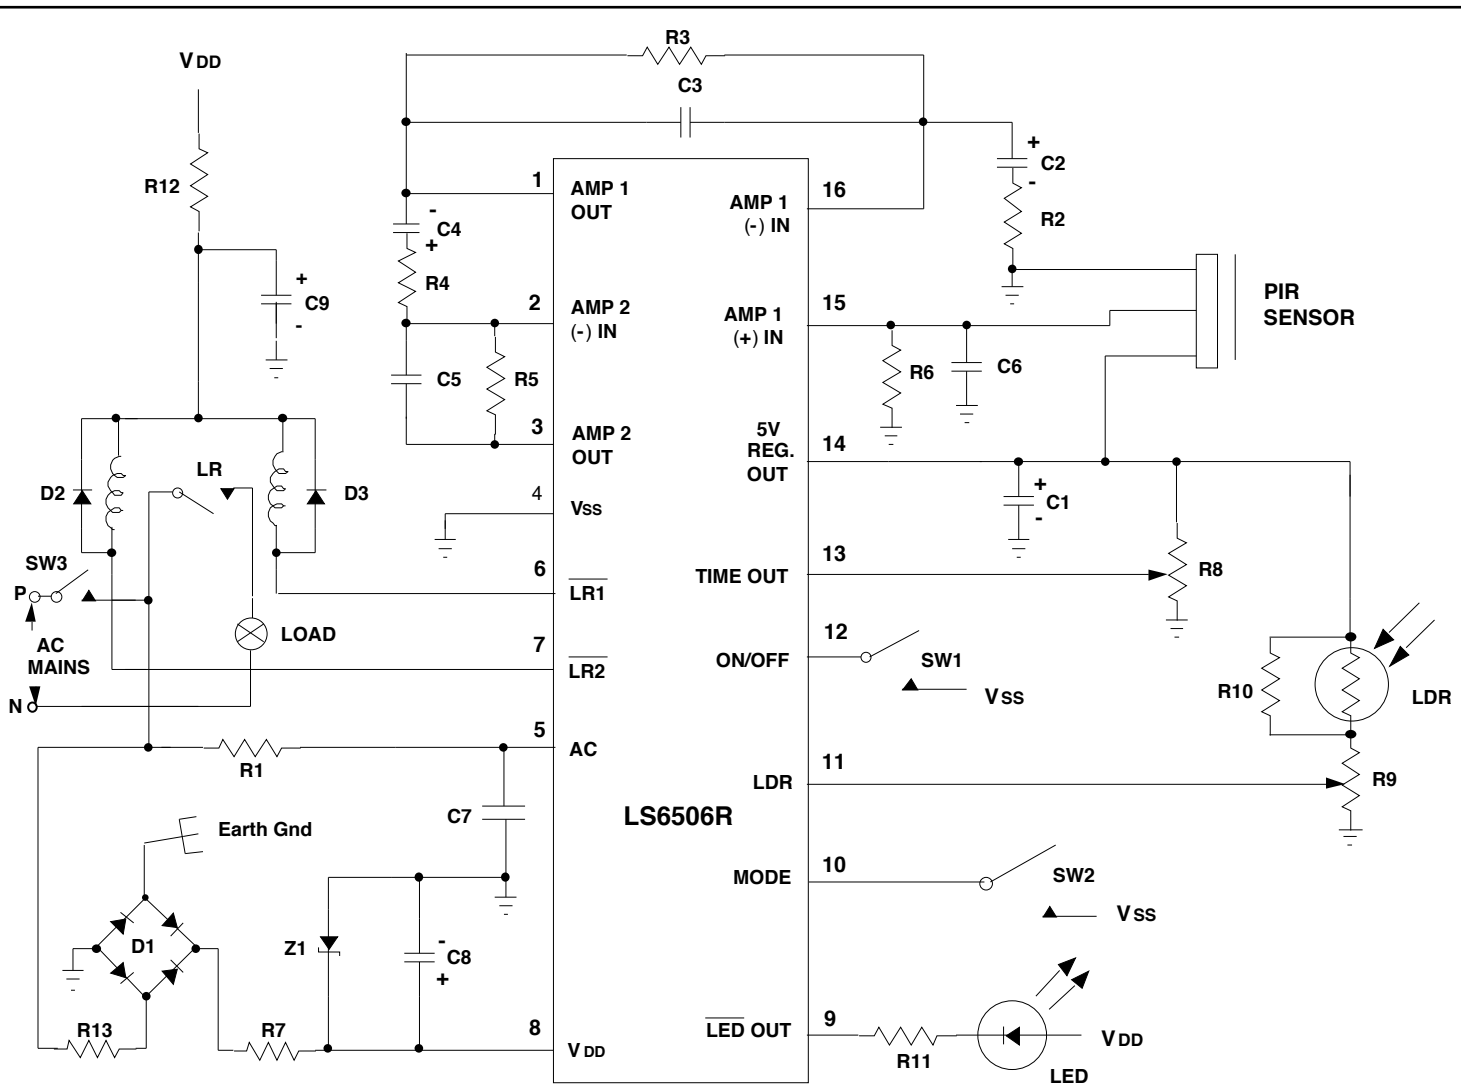 R3
VDD
C3
+
C2
-
R12
1
AMP 1
OUT
16
AMP 1
(-) IN
R2
-
C4
+
R4
+
C9
-
2
AMP 2
(-) IN
15
AMP 1
(+) IN
PIR
SENSOR
C5
R5
R6
C6
3
AMP 2
OUT
5V
REG.
OUT
14
LR
D2
D3
4
VSS
+
C1
-
SW3
P
6
LR1
13
TIME OUT
R8
AC
MAINS
LOAD
7
LR2
12
ON/OFF
SW1
VSS
R10
LDR
N
5
AC
R1
11
LDR
R9
C7
LS6506R
Earth Gnd
10
MODE
SW2
VSS
D1
Z1
-
C8
+
R13
R7
8
VDD
9
LED OUT
R11
VDD
LED